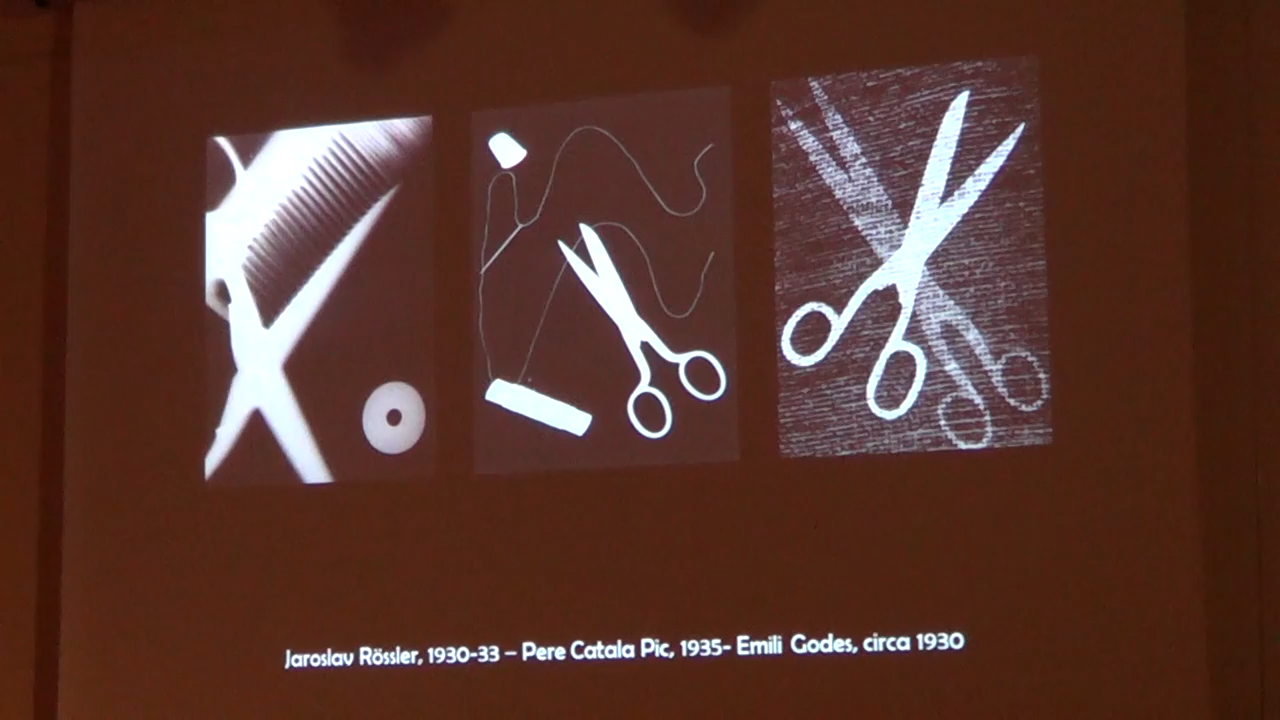 Jaroslav Rössler, 1930-33 – Pere Catala Pic, 1935- Emili Godes, circa 1930